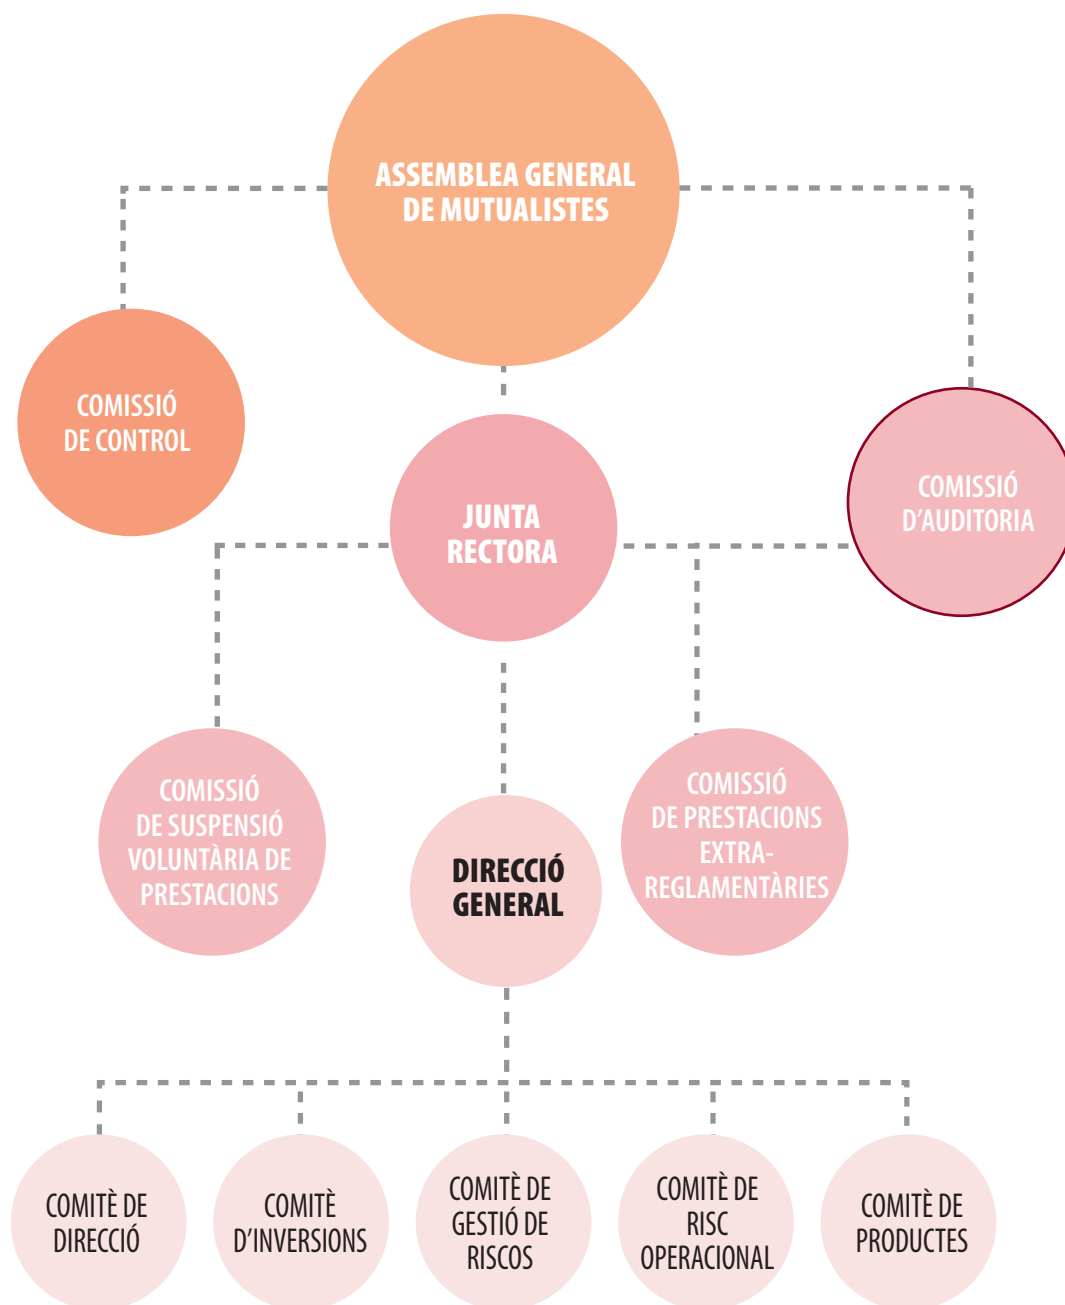 ASSEMBLEA GENERAL
DE MUTUALISTES
COMISSIÓ
DE CONTROL
COMISSIÓ
D’AUDITORIA
JUNTA
RECTORA
COMISSIÓ
DE SUSPENSIÓ
VOLUNTÀRIA DE
PRESTACIONS
COMISSIÓ
DE PRESTACIONS
EXTRA-
REGLAMENTÀRIES
DIRECCIÓ
GENERAL
COMITÈ DE
DIRECCIÓ
COMITÈ
D’INVERSIONS
COMITÈ DE
GESTIÓ DE
RISCOS
COMITÈ DE
RISC
OPERACIONAL
COMITÈ DE
PRODUCTES